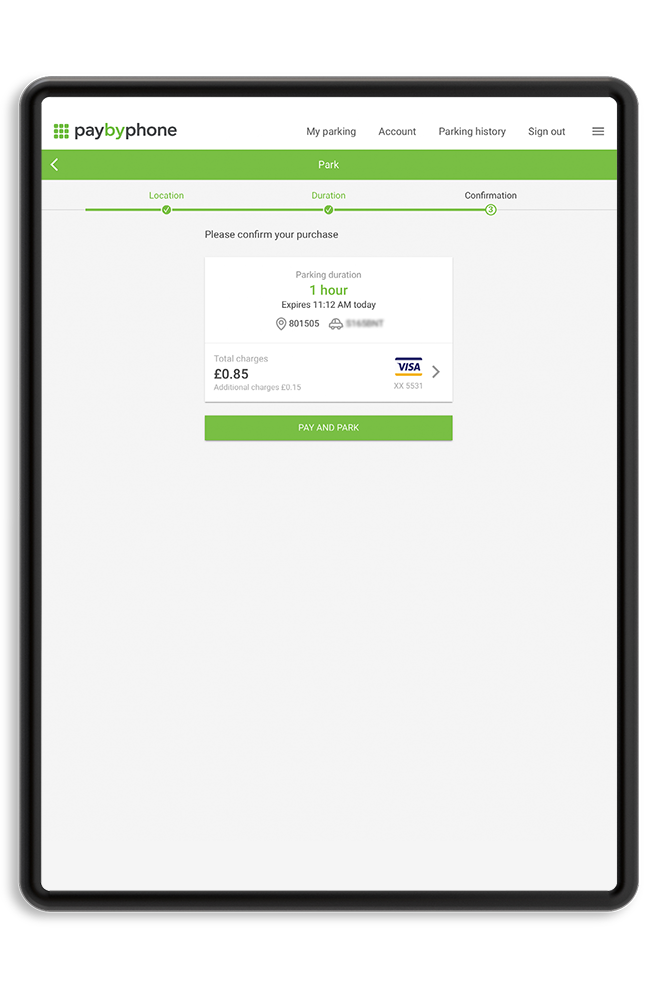 paybyphone
My parking Account Parking history Sign out
Park
Location Duration Confirmation
3
Please confirm your purchase
Parking duration
1 hour
Expires 11:12 AM today
801505
Total charges
£0.85
Additional charges £0.15
VISA
XX 5531
PAY AND PARK